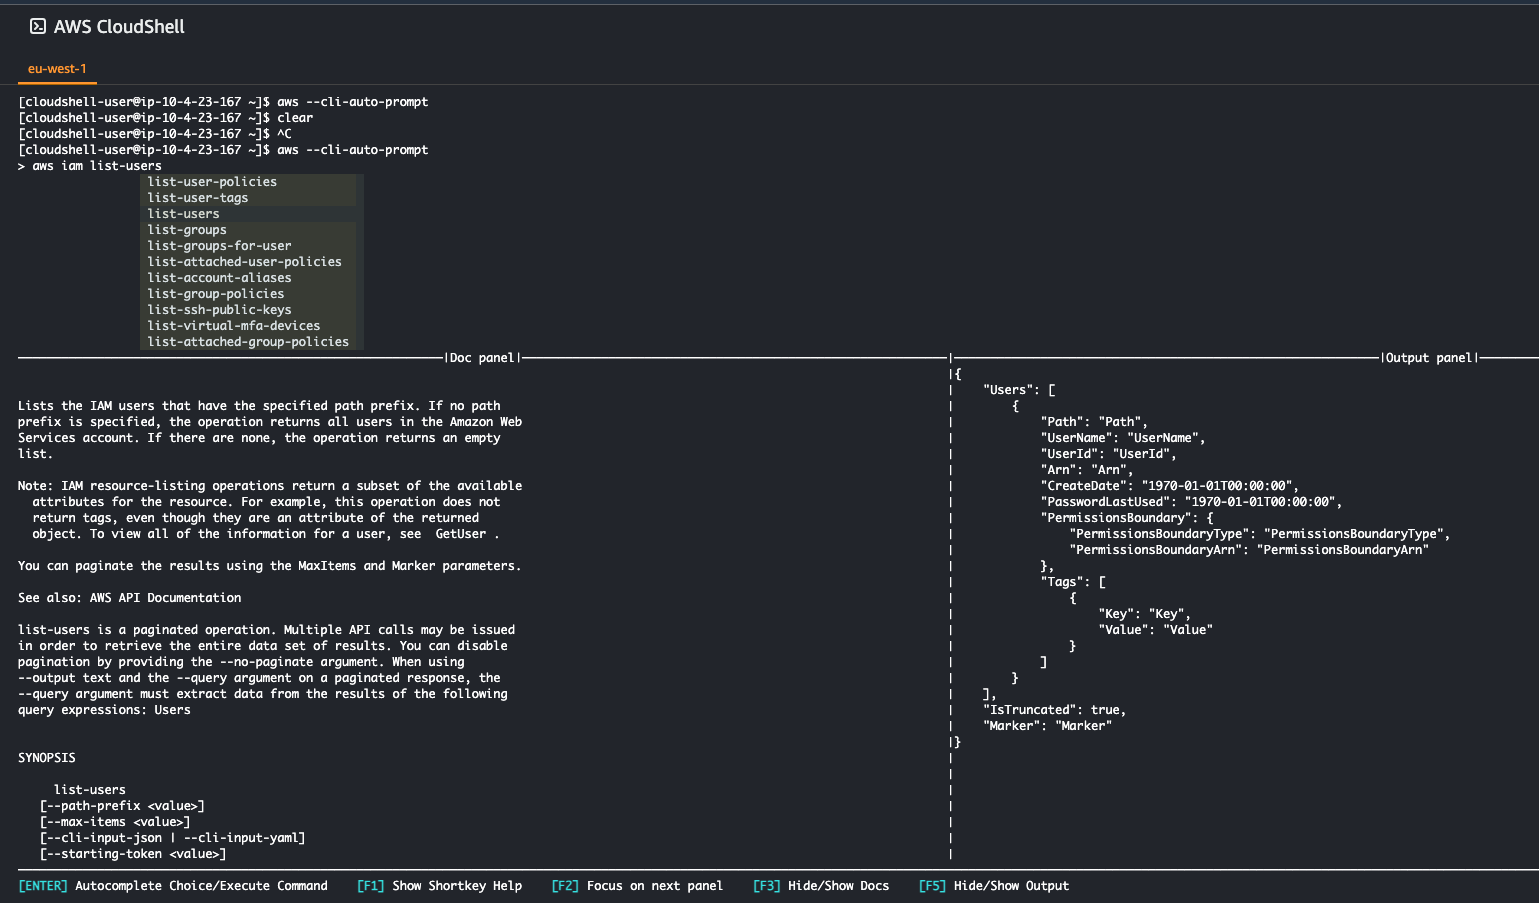 AWS CloudShell
eu-west-1
[cloudshell-user@ip-10-4-23-167 ~]$ aws --cli-auto-prompt
[cloudshell-user@ip-10-4-23-167 ~]$ clear
[cloudshell-user@ip-10-4-23-167 ~]$ ^C
[cloudshell-user@ip-10-4-23-167 ~]$ aws --cli-auto-prompt
> aws iam list-users
list-user-policies
list-user-tags
list-users
list-groups
list-groups-for-user
list-attached-user-policies
list-account-aliases
list-group-policies
list-ssh-public-keys
list-virtual-mfa-devices
list-attached-group-policies
Doc panel
Lists the IAM users that have the specified path prefix. If no path
prefix is specified, the operation returns all users in the Amazon Web
Services account. If there are none, the operation returns an empty
list.
Note: IAM resource-listing operations return a subset of the available
attributes for the resource. For example, this operation does not
return tags, even though they are an attribute of the returned
object. To view all of the information for a user, see  GetUser .
You can paginate the results using the MaxItems and Marker parameters.
See also: AWS API Documentation
list-users is a paginated operation. Multiple API calls may be issued
in order to retrieve the entire data set of results. You can disable
pagination by providing the --no-paginate argument. When using
--output text and the --query argument on a paginated response, the
--query argument must extract data from the results of the following
query expressions: Users
SYNOPSIS
list-users
[--path-prefix <value>]
[--max-items <value>]
[--cli-input-json | --cli-input-yaml]
[--starting-token <value>]
Output panel
{
"Users": [
{
"Path": "Path",
"UserName": "UserName",
"UserId": "UserId",
"Arn": "Arn",
"CreateDate": "1970-01-01T00:00:00",
"PasswordLastUsed": "1970-01-01T00:00:00",
"PermissionsBoundary": {
"PermissionsBoundaryType": "PermissionsBoundaryType",
"PermissionsBoundaryArn": "PermissionsBoundaryArn"
},
"Tags": [
{
"Key": "Key",
"Value": "Value"
}
]
}
],
"IsTruncated": true,
"Marker": "Marker"
}
[ENTER] Autocomplete Choice/Execute Command [F1] Show Shortkey Help [F2] Focus on next panel [F3] Hide/Show Docs [F5] Hide/Show Output